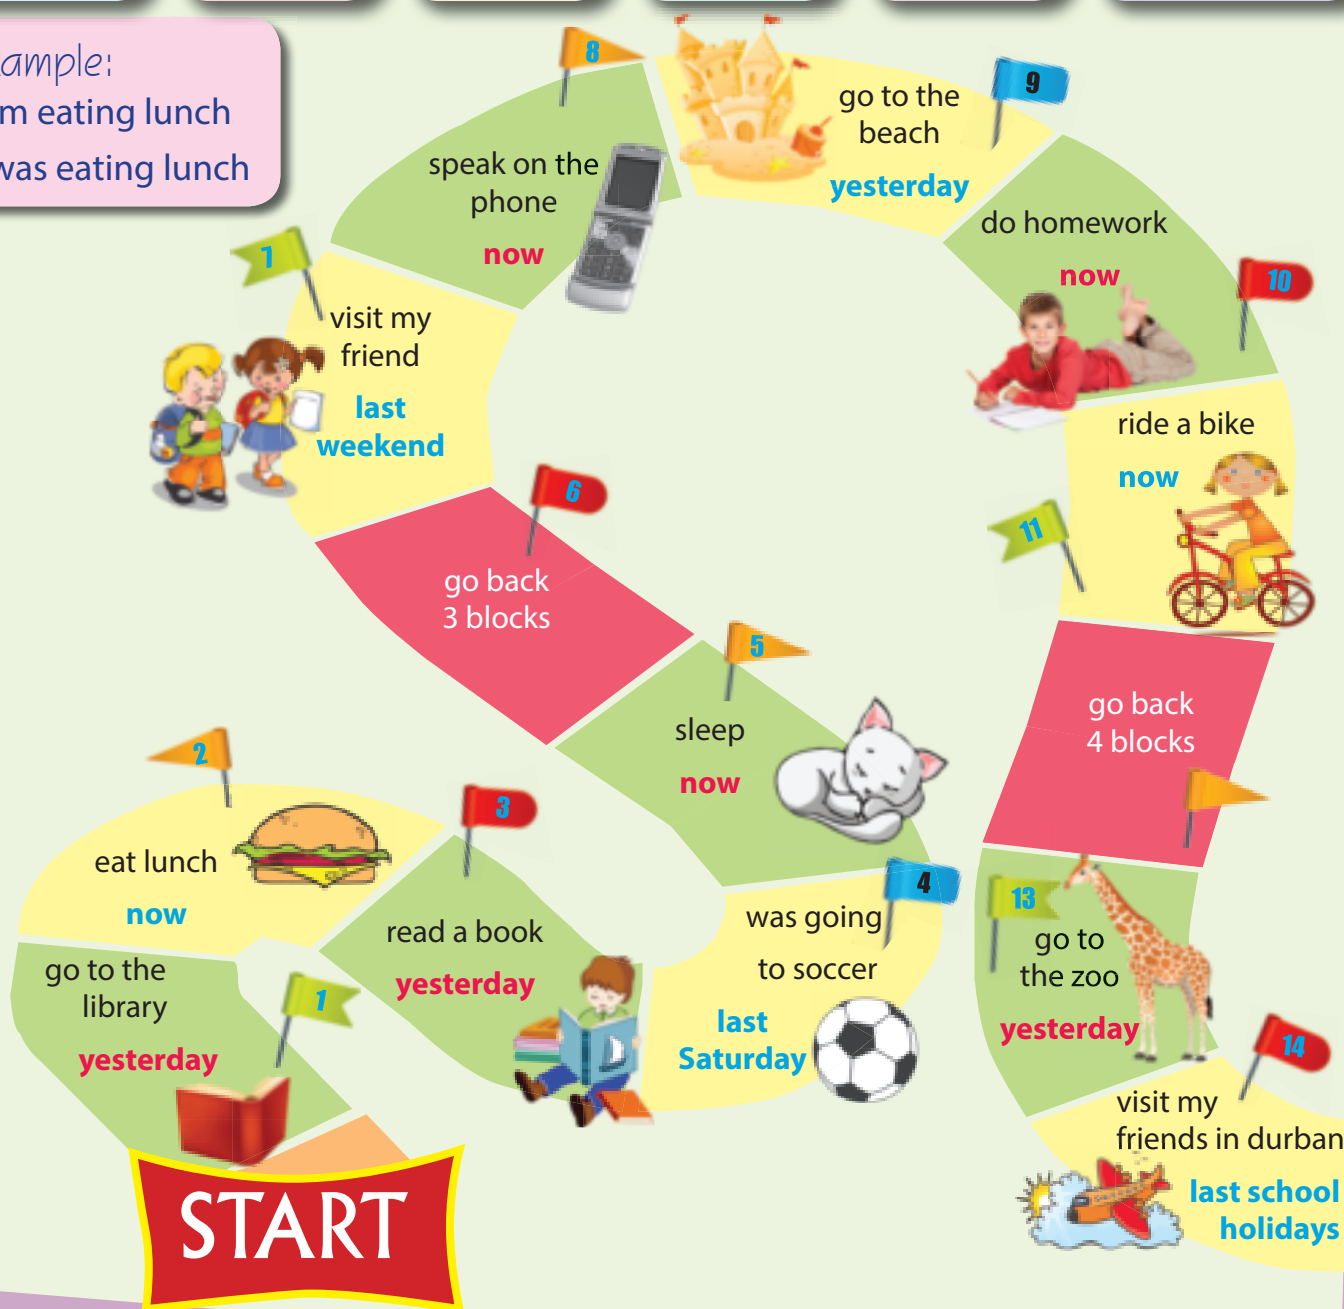 ample:
m eating lunch
was eating lunch
8
speak on the
phone
now
go to the
beach
yesterday
9
do homework
now
10
7
visit my
friend
last
weekend
ride a bike
now
11
6
go back
3 blocks
5
sleep
now
go back
4 blocks
2
eat lunch
now
3
read a book
yesterday
4
was going
to soccer
last
Saturday
13
go to
the zoo
yesterday
go to the
library
yesterday
1
14
visit my
friends in durban
last school
holidays
START